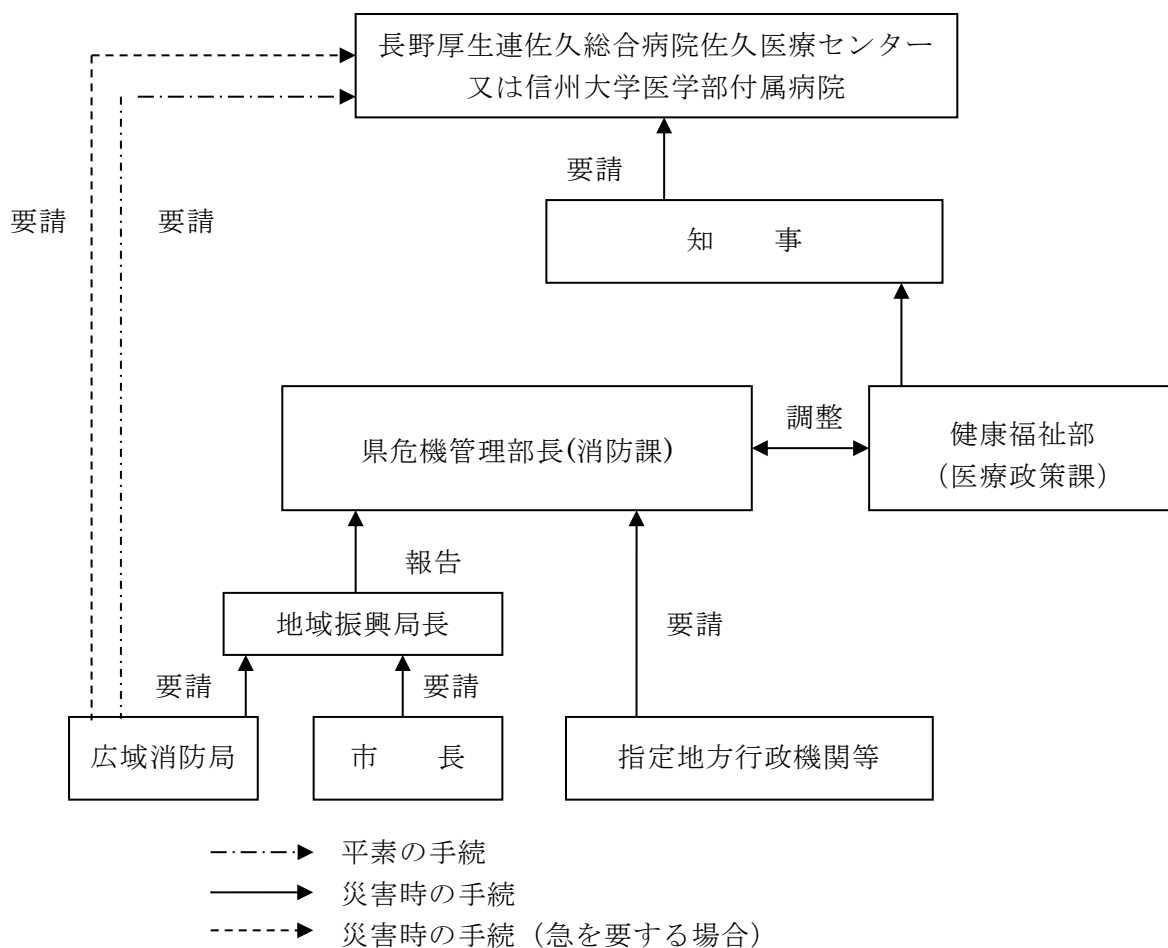 長野厚生連佐久総合病院佐久医療センター
又は信州大学医学部付属病院
要請
要請
要請
知　　事
県危機管理部長(消防課)
調整
健康福祉部
（医療政策課）
報告
地域振興局長
要請
要請
要請
広域消防局
市　　長
指定地方行政機関等
平素の手続
災害時の手続
災害時の手続（急を要する場合）